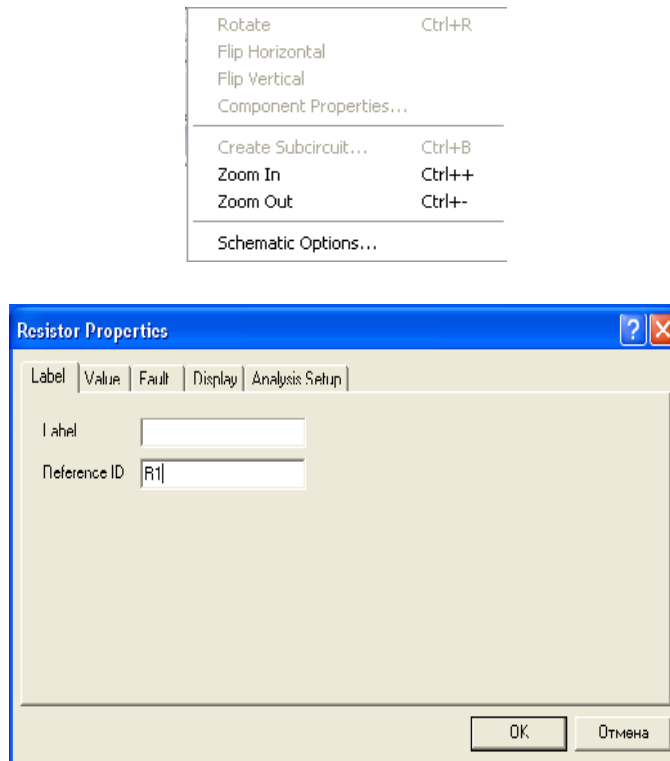 Rotate Ctrl+R
Flip Horizontal
Flip Vertical
Component Properties...
Create Subcircuit... Ctrl+B
Zoom In Ctrl++
Zoom Out Ctrl+-
Schematic Options...
Resistor Properties
Label Value Fault Display Analysis Setup
Label
Reference ID R1
OK Отмена